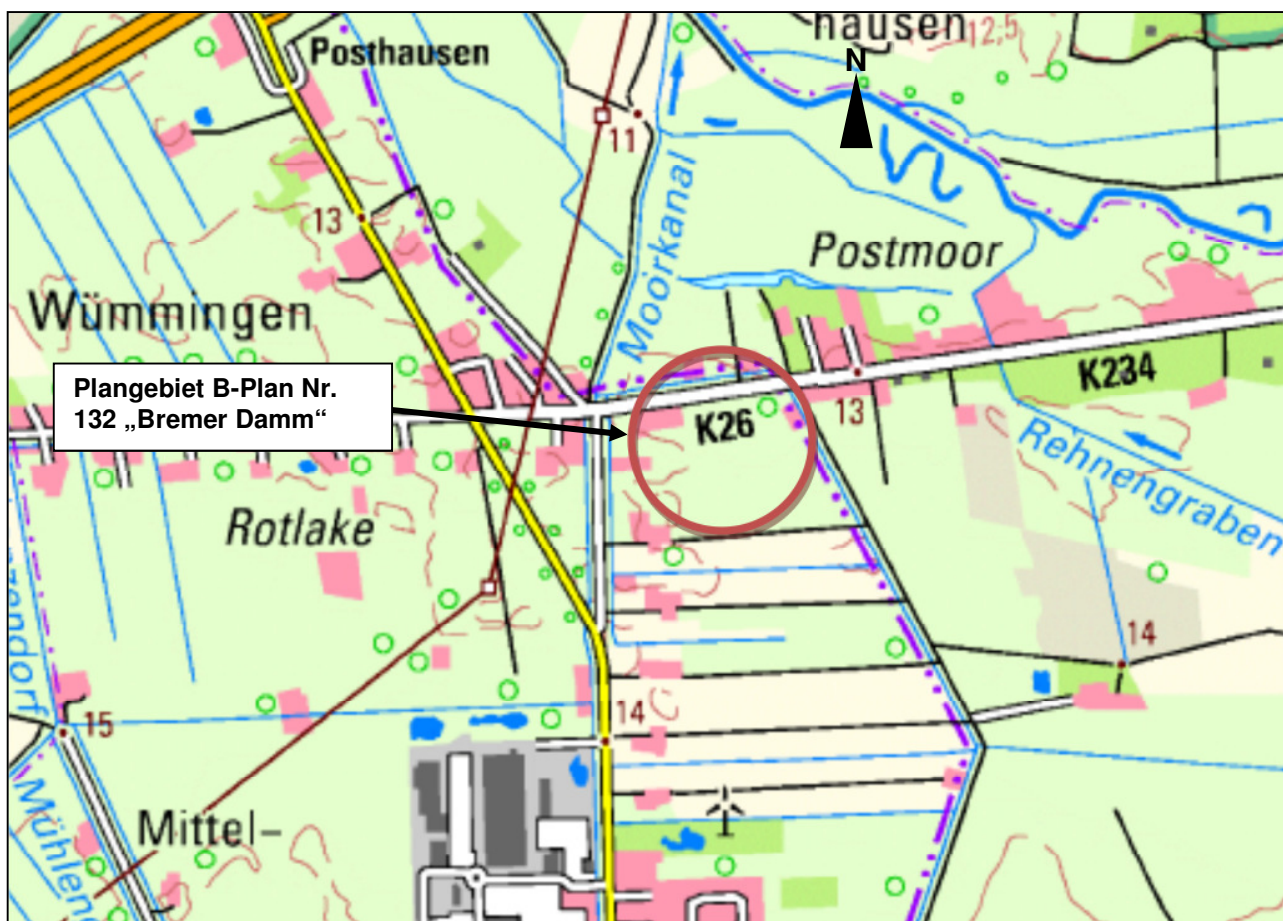 hausen
12,5
Posthausen
N
11
Moorkanal
13
Postmoor
Wümmingen
Plangebiet B-Plan Nr.
132 „Bremer Damm“
K234
K26
13
Rehnengraben
Rotlake
14
15
14
Mittel-